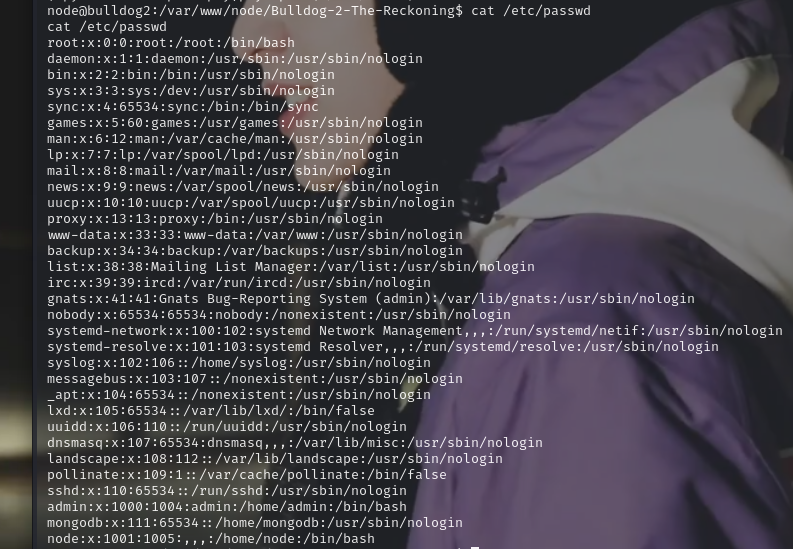 node@bulldog2:/var/www/node/Bulldog-2-The-Reckoning$ cat /etc/passwd
cat /etc/passwd
root:x:0:0:root:/root:/bin/bash
daemon:x:1:1:daemon:/usr/sbin:/usr/sbin/nologin
bin:x:2:2:bin:/bin:/usr/sbin/nologin
sys:x:3:3:sys:/dev:/usr/sbin/nologin
sync:x:4:65534:sync:/bin:/bin/sync
games:x:5:60:games:/usr/games:/usr/sbin/nologin
man:x:6:12:man:/var/cache/man:/usr/sbin/nologin
lp:x:7:7:lp:/var/spool/lpd:/usr/sbin/nologin
mail:x:8:8:mail:/var/mail:/usr/sbin/nologin
news:x:9:9:news:/var/spool/news:/usr/sbin/nologin
uucp:x:10:10:uucp:/var/spool/uucp:/usr/sbin/nologin
proxy:x:13:13:proxy:/bin:/usr/sbin/nologin
www-data:x:33:33:www-data:/var/www:/usr/sbin/nologin
backup:x:34:34:backup:/var/backups:/usr/sbin/nologin
list:x:38:38:Mailing List Manager:/var/list:/usr/sbin/nologin
irc:x:39:39:ircd:/var/run/ircd:/usr/sbin/nologin
gnats:x:41:41:Gnats Bug-Reporting System (admin):/var/lib/gnats:/usr/sbin/nologin
nobody:x:65534:65534:nobody:/nonexistent:/usr/sbin/nologin
systemd-network:x:100:102:systemd Network Management,,,:/run/systemd/netif:/usr/sbin/nologin
systemd-resolve:x:101:103:systemd Resolver,,,:/run/systemd/resolve:/usr/sbin/nologin
syslog:x:102:106::/home/syslog:/usr/sbin/nologin
messagebus:x:103:107::/nonexistent:/usr/sbin/nologin
_apt:x:104:65534::/nonexistent:/usr/sbin/nologin
lxd:x:105:65534::/var/lib/lxd/:/bin/false
uuidd:x:106:110::/run/uuidd:/usr/sbin/nologin
dnsmasq:x:107:65534:dnsmasq,,,:/var/lib/misc:/usr/sbin/nologin
landscape:x:108:112::/var/lib/landscape:/usr/sbin/nologin
pollinate:x:109:1::/var/cache/pollinate:/bin/false
sshd:x:110:65534::/run/sshd:/usr/sbin/nologin
admin:x:1000:1004:admin:/home/admin:/bin/bash
mongodb:x:111:65534::/home/mongodb:/usr/sbin/nologin
node:x:1001:1005:,,,:/home/node:/bin/bash